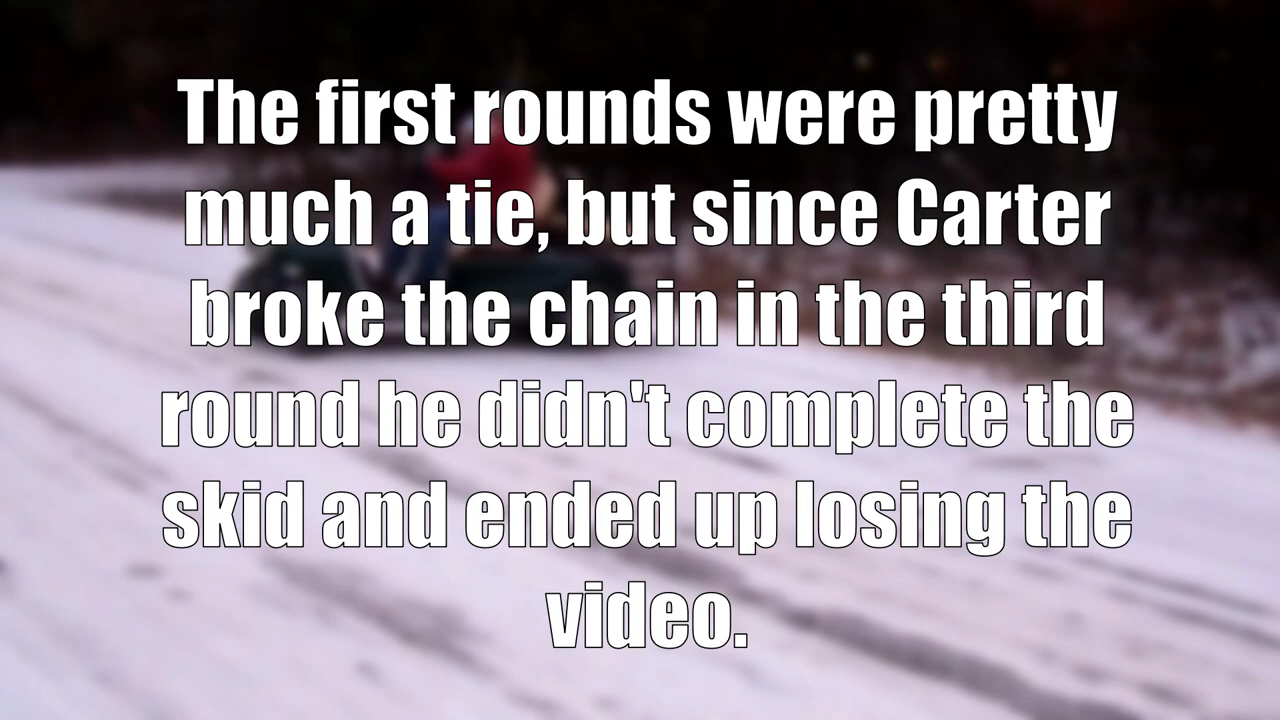 The first rounds were pretty
much a tie, but since Carter
broke the chain in the third
round he didn't complete the
skid and ended up losing the
video.